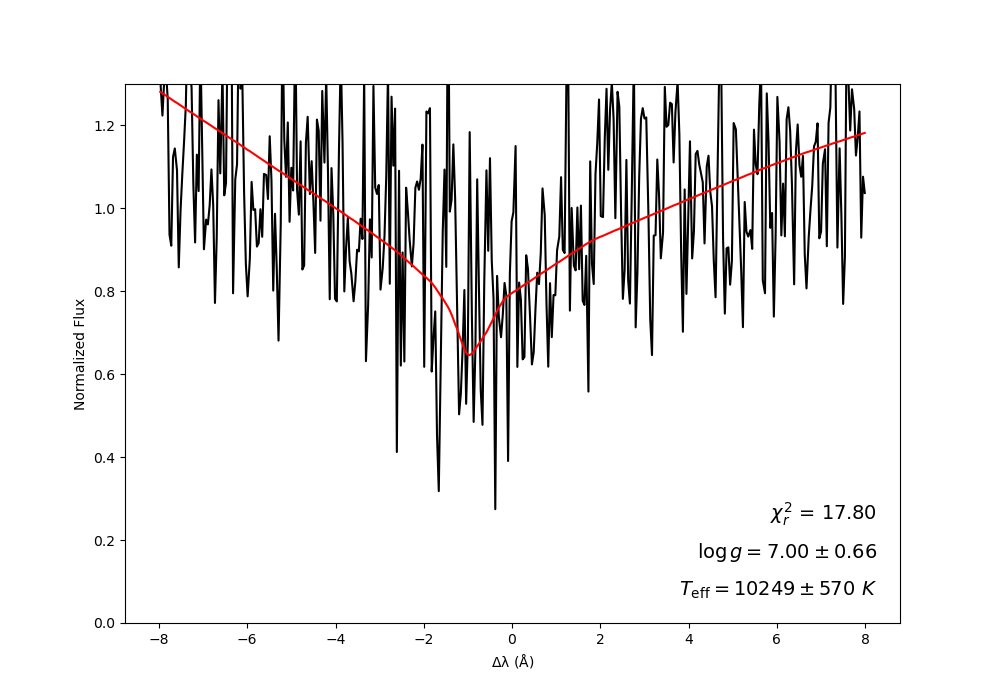 1.2
1.0
0.8
0.6
0.4
0.2
0.0
Normalized Flux
χ²ᵣ = 17.80
log g = 7.00 ± 0.66
T_eff = 10249 ± 570 K
−8 −6 −4 −2 0 2 4 6 8
Δλ (Å)